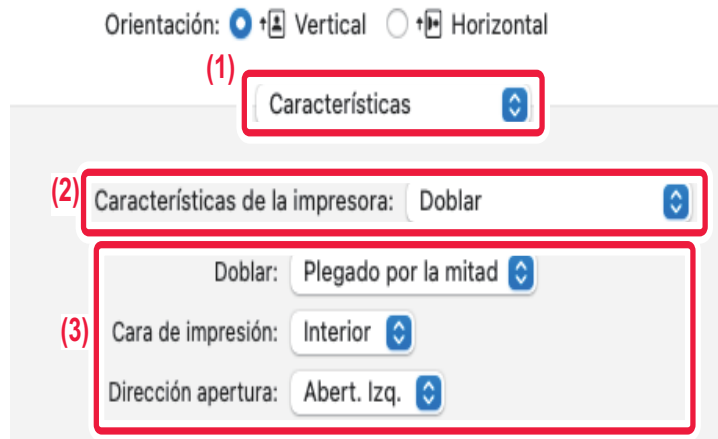 Orientación: Vertical Horizontal
(1)
Características
(2)
Características de la impresora: Doblar
Doblar: Plegado por la mitad
(3)
Cara de impresión: Interior
Dirección apertura: Abert. Izq.